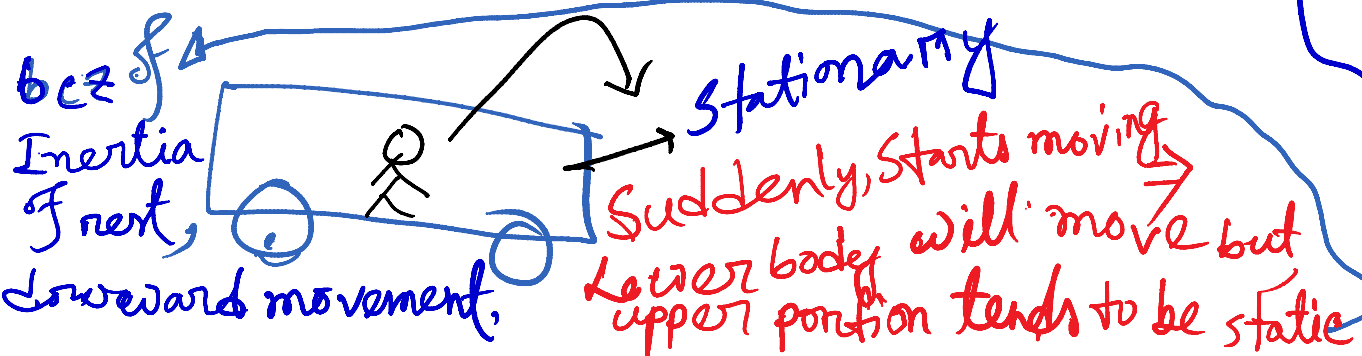 bcz of
Inertia
of rest,
downward movement,
Stationary
Suddenly, Starts moving
Lower body will move but
upper portion tends to be static